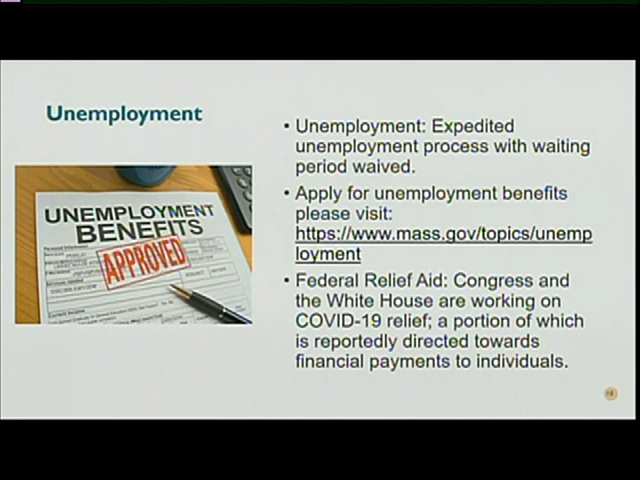 Unemployment
• Unemployment: Expedited
unemployment process with waiting
period waived.
• Apply for unemployment benefits
please visit:
https://www.mass.gov/topics/unemp
loyment
• Federal Relief Aid: Congress and
the White House are working on
COVID-19 relief; a portion of which
is reportedly directed towards
financial payments to individuals.
UNEMPLOYMENT
BENEFITS
APPROVED